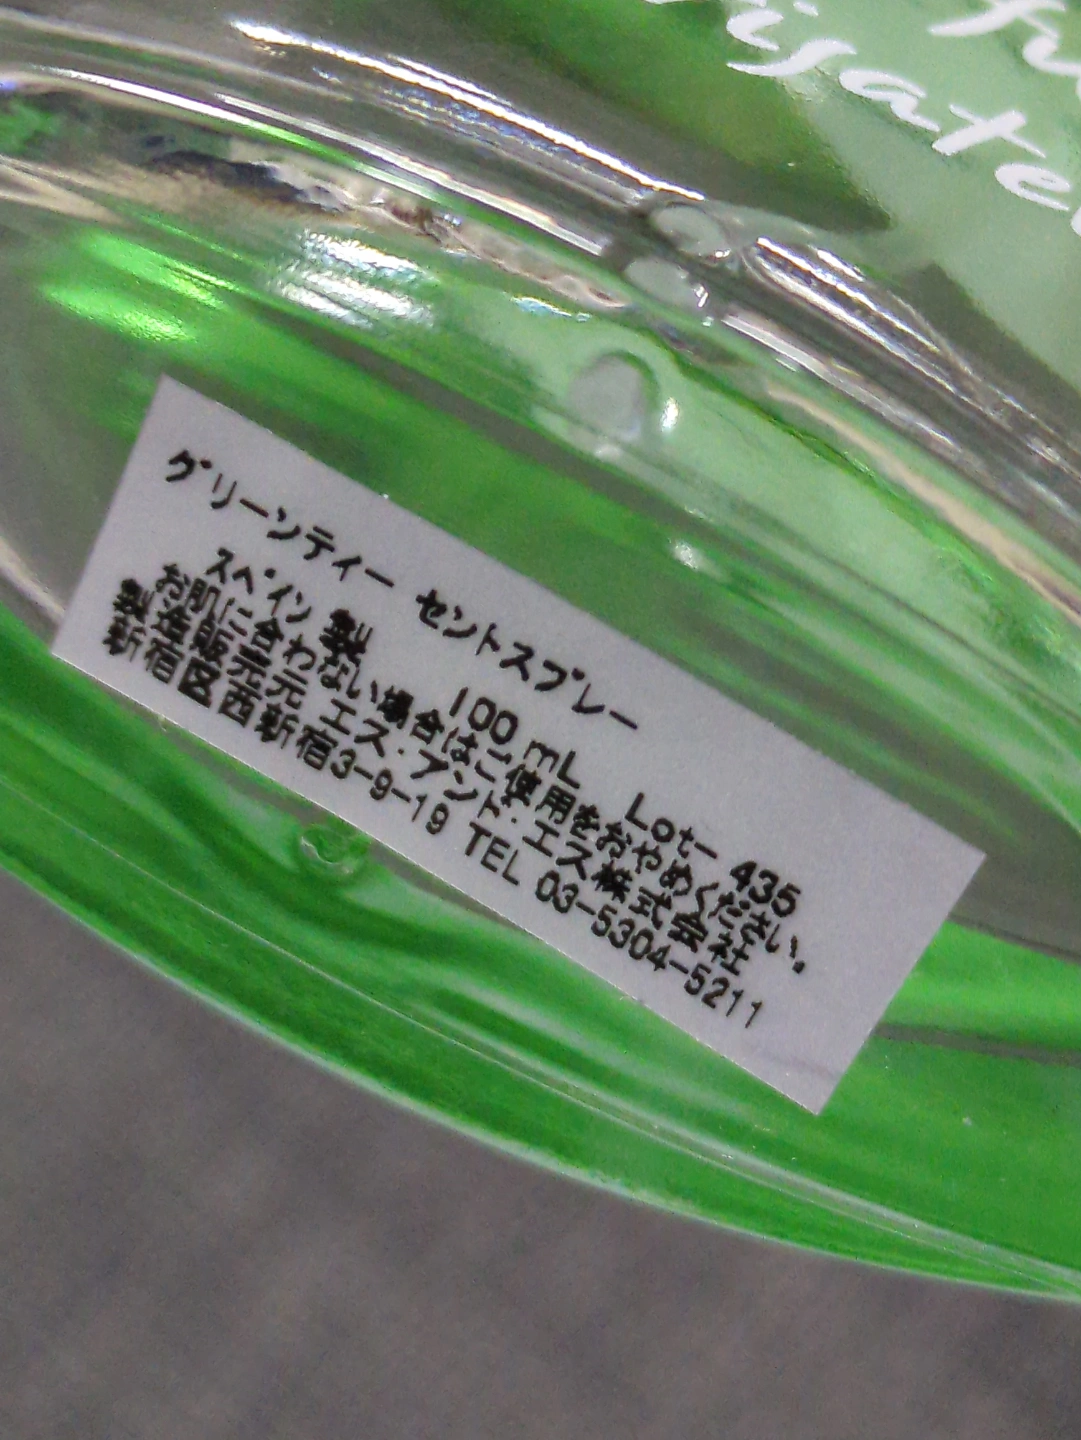 グリーンティー セントスプレー
スペイン 製 100 mL Lot- 435
お肌に合わない場合はご使用をおやめください。
製造販売元 エス・アンド・エス株式会社
新宿区西新宿3-9-19 TEL 03-5304-5211